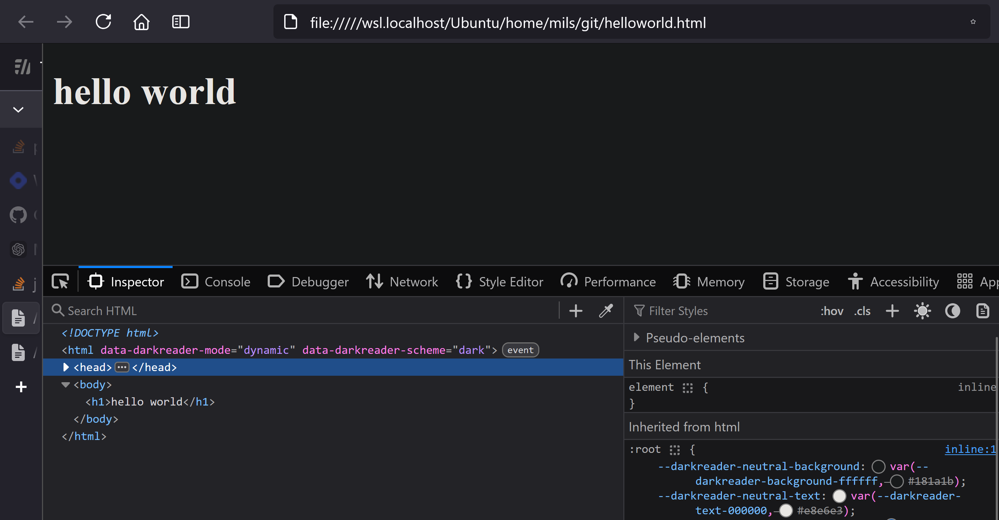 file://///wsl.localhost/Ubuntu/home/mils/git/helloworld.html
hello world
Inspector Console Debugger Network Style Editor Performance Memory Storage Accessibility App
Search HTML
Filter Styles :hov .cls
<!DOCTYPE html>
<html data-darkreader-mode="dynamic" data-darkreader-scheme="dark"> event
<head> </head>
<body>
<h1>hello world</h1>
</body>
</html>
Pseudo-elements
This Element
element { inline
}
Inherited from html
:root { inline:1
--darkreader-neutral-background: var(--
darkreader-background-ffffff, #181a1b);
--darkreader-neutral-text: var(--darkreader-
text-000000, #e8e6e3);